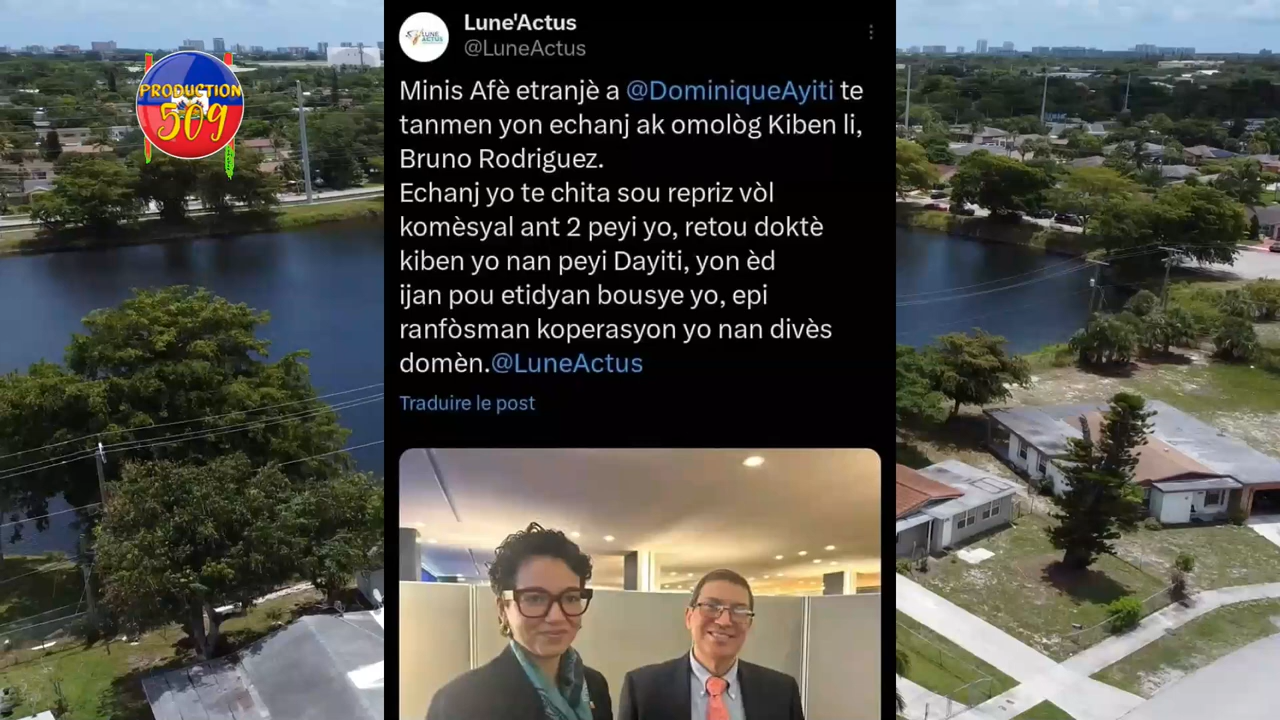 PRODUCTION
509
Lune'Actus
@LuneActus
LUNE
ACTUS
Minis Afè etranjè a @DominiqueAyiti te
tanmen yon echanj ak omològ Kiben li,
Bruno Rodriguez.
Echanj yo te chita sou repriz vòl
komèsyal ant 2 peyi yo, retou doktè
kiben yo nan peyi Dayiti, yon èd
ijan pou etidyan bousye yo, epi
ranfòsman koperasyon yo nan divès
domèn.@LuneActus
Traduire le post